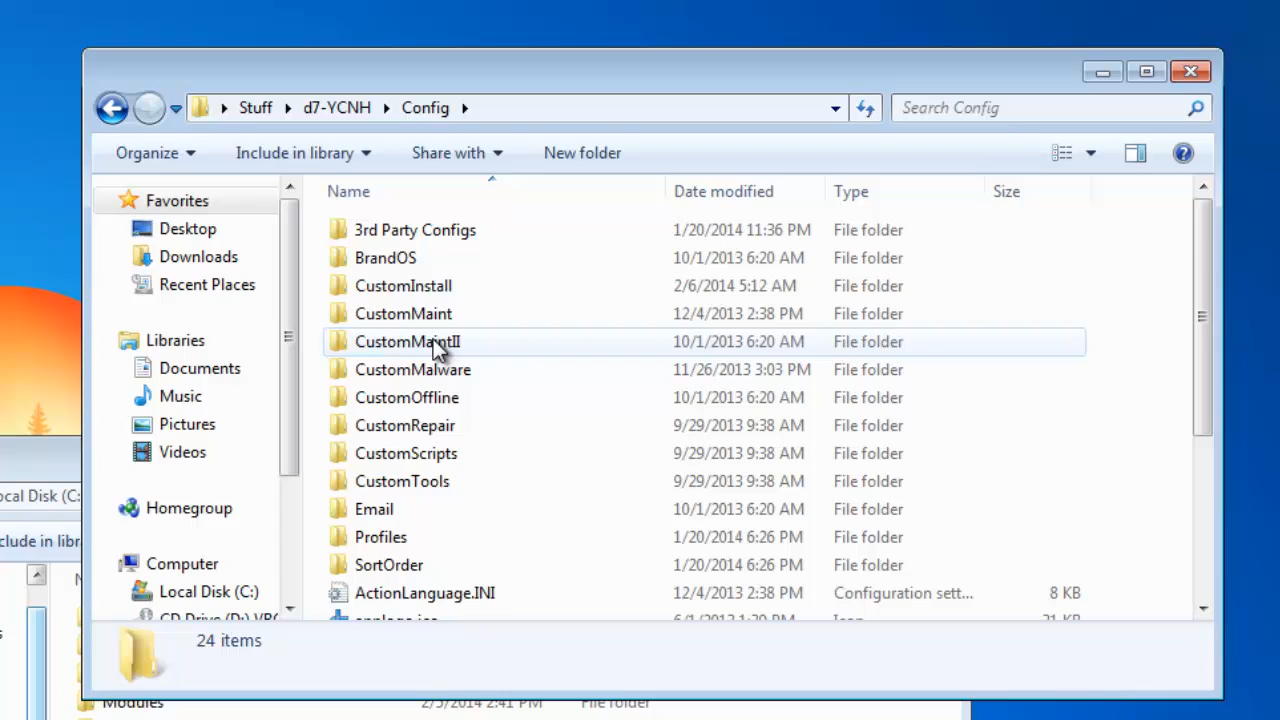 Stuff d7-YCNH Config
Search Config
Organize Include in library Share with New folder
Name Date modified Type Size
Favorites
Desktop
Downloads
Recent Places
Libraries
Documents
Music
Pictures
Videos
Homegroup
Computer
Local Disk (C:)
CD Drive (D:)
3rd Party Configs 1/20/2014 11:36 PM File folder
BrandOS 10/1/2013 6:20 AM File folder
CustomInstall 2/6/2014 5:12 AM File folder
CustomMaint 12/4/2013 2:38 PM File folder
CustomMaintII 10/1/2013 6:20 AM File folder
CustomMalware 11/26/2013 3:03 PM File folder
CustomOffline 10/1/2013 6:20 AM File folder
CustomRepair 9/29/2013 9:38 AM File folder
CustomScripts 9/29/2013 9:38 AM File folder
CustomTools 9/29/2013 9:38 AM File folder
Email 10/1/2013 6:20 AM File folder
Profiles 1/20/2014 6:26 PM File folder
SortOrder 1/20/2014 6:26 PM File folder
ActionLanguage.INI 12/4/2013 2:38 PM Configuration sett... 8 KB
24 items
ocal Disk (C:
clude in libr
Modules 2/5/2014 2:41 PM File folder